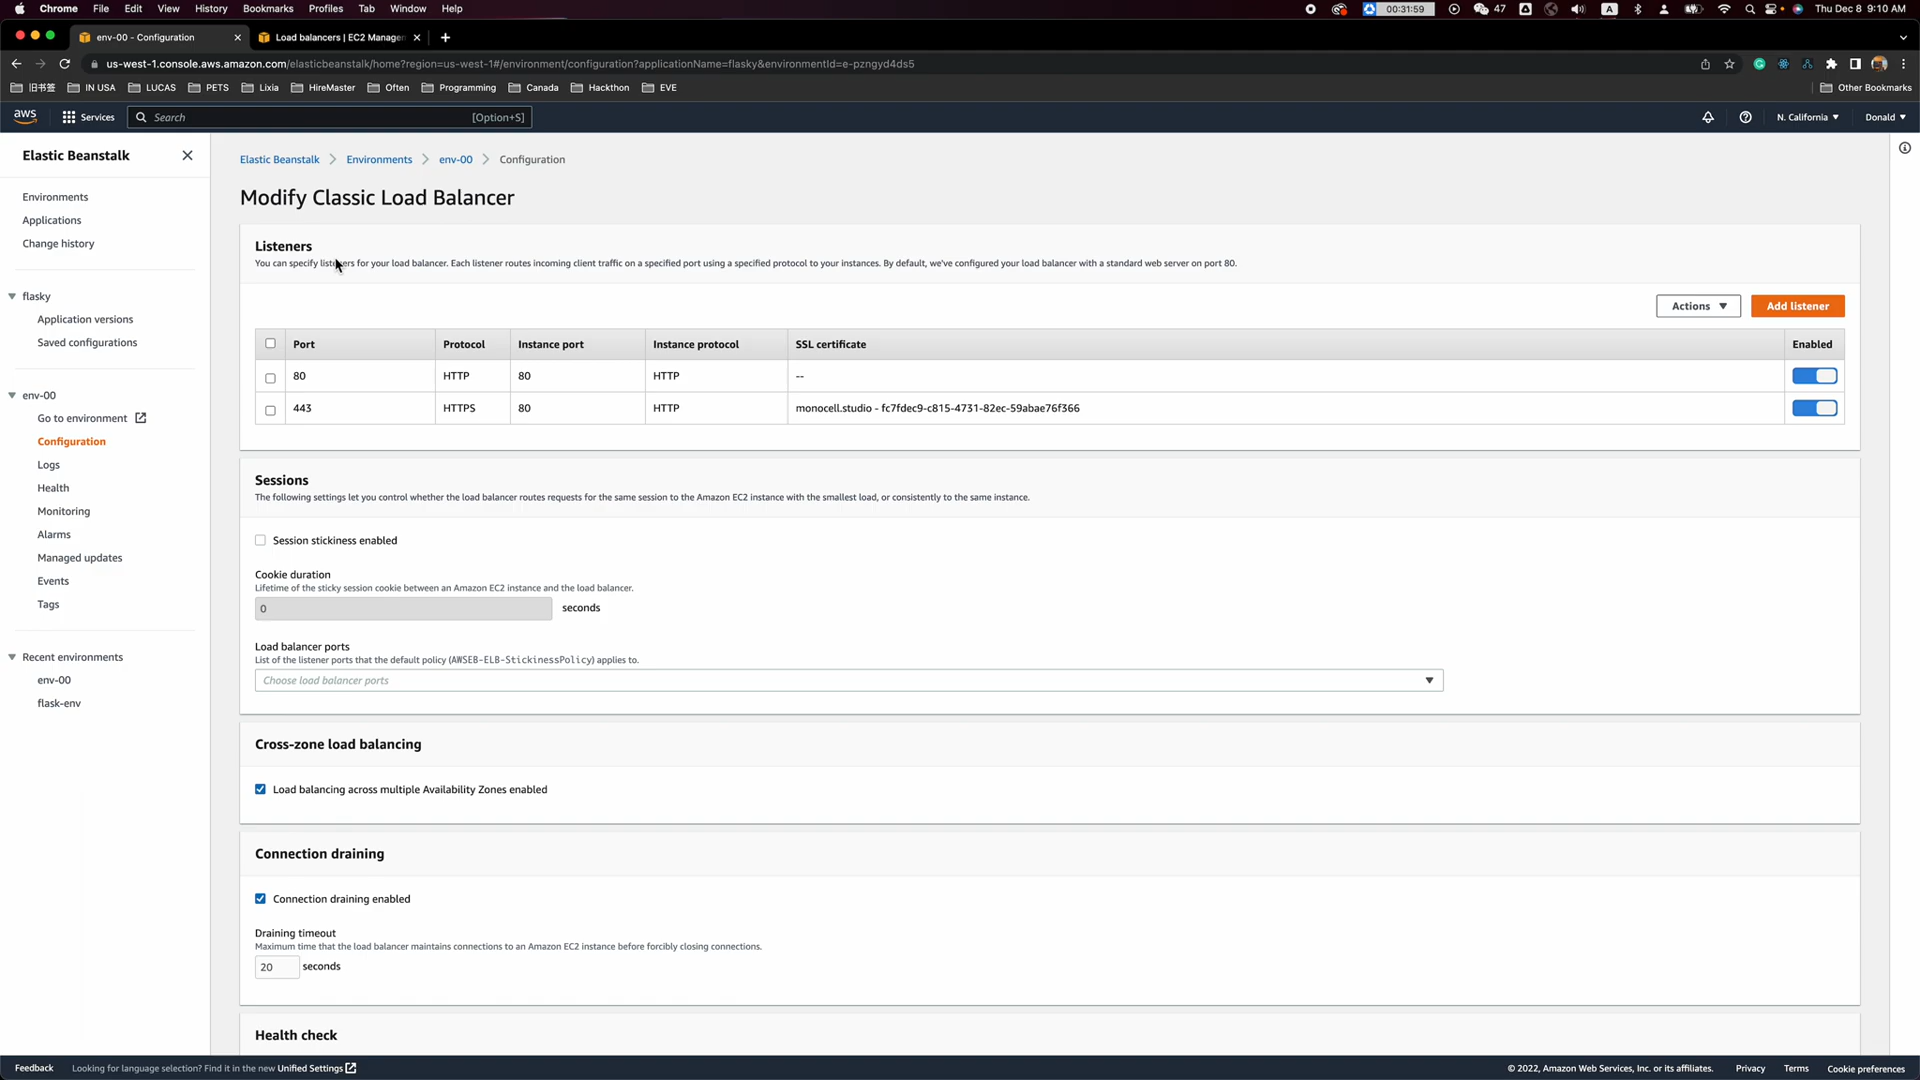 Chrome File Edit View History Bookmarks Profiles Tab Window Help 00:31:59 47 A Thu Dec 8 9:10 AM
env-00 - Configuration Load balancers | EC2 Manage
us-west-1.console.aws.amazon.com/elasticbeanstalk/home?region=us-west-1#/environment/configuration?applicationName=flasky&environmentId=e-pzngyd4ds5
旧书签 IN USA LUCAS PETS Lixia HireMaster Often Programming Canada Hackthon EVE Other Bookmarks
aws Services Search [Option+S] N. California Donald
Elastic Beanstalk
Environments
Applications
Change history
flasky
Application versions
Saved configurations
env-00
Go to environment
Configuration
Logs
Health
Monitoring
Alarms
Managed updates
Events
Tags
Recent environments
env-00
flask-env
Elastic Beanstalk Environments env-00 Configuration
Modify Classic Load Balancer
Listeners
You can specify listeners for your load balancer. Each listener routes incoming client traffic on a specified port using a specified protocol to your instances. By default, we've configured your load balancer with a standard web server on port 80.
Actions Add listener
Port Protocol Instance port Instance protocol SSL certificate Enabled
80 HTTP 80 HTTP --
443 HTTPS 80 HTTP monocell.studio - fc7fdec9-c815-4731-82ec-59abae76f366
Sessions
The following settings let you control whether the load balancer routes requests for the same session to the Amazon EC2 instance with the smallest load, or consistently to the same instance.
Session stickiness enabled
Cookie duration
Lifetime of the sticky session cookie between an Amazon EC2 instance and the load balancer.
0 seconds
Load balancer ports
List of the listener ports that the default policy (AWSEB-ELB-StickinessPolicy) applies to.
Choose load balancer ports
Cross-zone load balancing
Load balancing across multiple Availability Zones enabled
Connection draining
Connection draining enabled
Draining timeout
Maximum time that the load balancer maintains connections to an Amazon EC2 instance before forcibly closing connections.
20 seconds
Health check
Feedback Looking for language selection? Find it in the new Unified Settings © 2022, Amazon Web Services, Inc. or its affiliates. Privacy Terms Cookie preferences